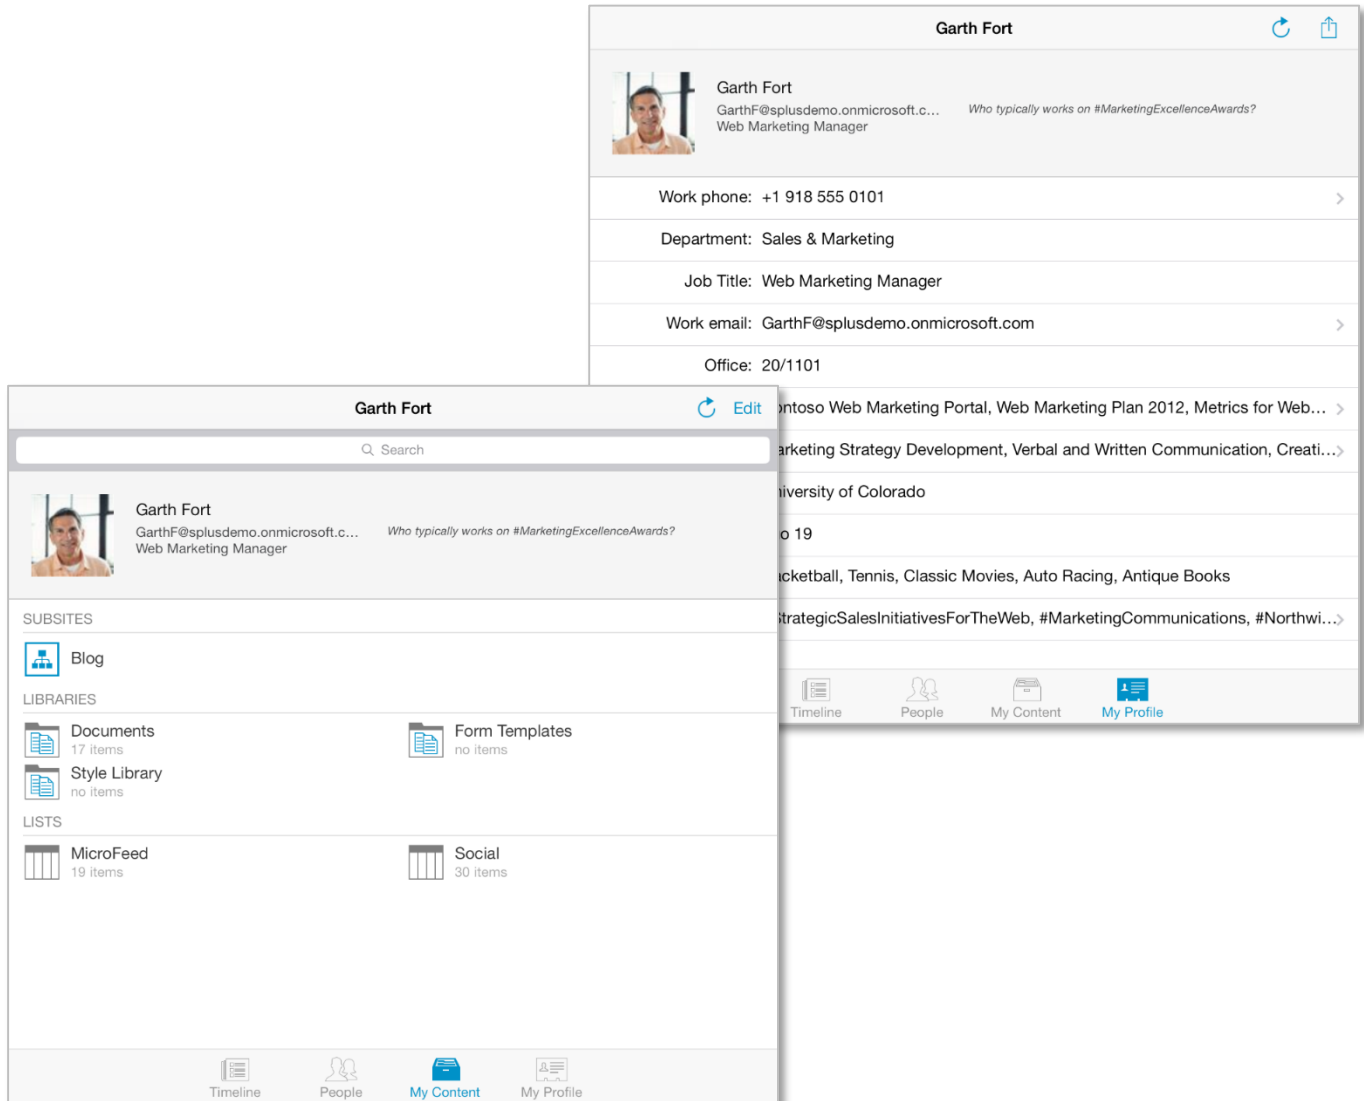 Garth Fort
Garth Fort
GarthF@splusdemo.onmicrosoft.c...
Who typically works on #MarketingExcellenceAwards?
Web Marketing Manager
Work phone: +1 918 555 0101
Department: Sales & Marketing
Job Title: Web Marketing Manager
Work email: GarthF@splusdemo.onmicrosoft.com
Office: 20/1101
Web Marketing Portal, Web Marketing Plan 2012, Metrics for Web...
Strategy Development, Verbal and Written Communication, Creati...
of Colorado
19
Tennis, Classic Movies, Auto Racing, Antique Books
#MarketingCommunications, #Northwi...
Timeline People My Content My Profile
Garth Fort
Edit
Search
Garth Fort
GarthF@splusdemo.onmicrosoft.c...
Who typically works on #MarketingExcellenceAwards?
Web Marketing Manager
SUBSITES
Blog
LIBRARIES
Documents
17 items
Form Templates
no items
Style Library
no items
LISTS
MicroFeed
19 items
Social
30 items
Timeline People My Content My Profile